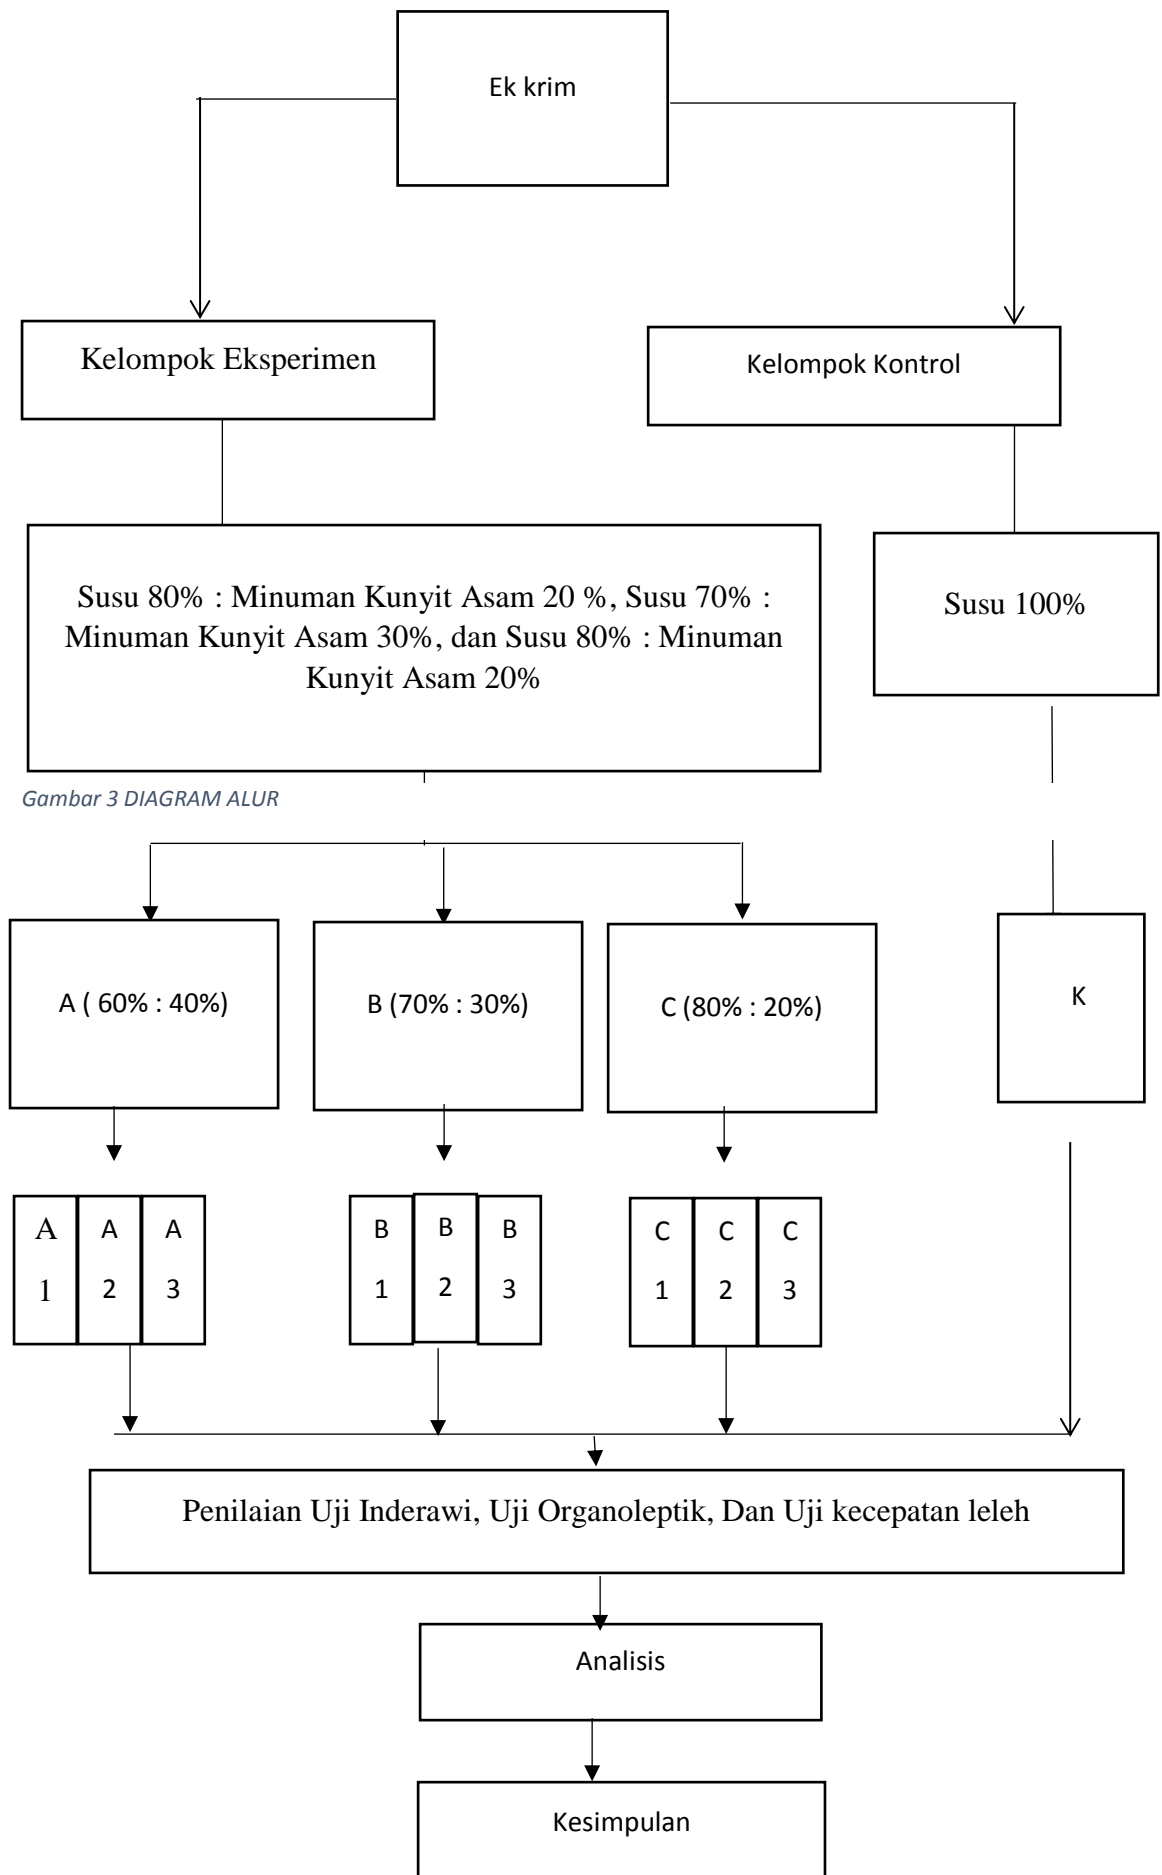 Ek krim
Kelompok Eksperimen
Kelompok Kontrol
Susu 80% : Minuman Kunyit Asam 20 %, Susu 70% :
Minuman Kunyit Asam 30%, dan Susu 80% : Minuman
Kunyit Asam 20%
Susu 100%
Gambar 3 DIAGRAM ALUR
A ( 60% : 40%)
B (70% : 30%)
C (80% : 20%)
K
A
1
A
2
A
3
B
1
B
2
B
3
C
1
C
2
C
3
Penilaian Uji Inderawi, Uji Organoleptik, Dan Uji kecepatan leleh
Analisis
Kesimpulan